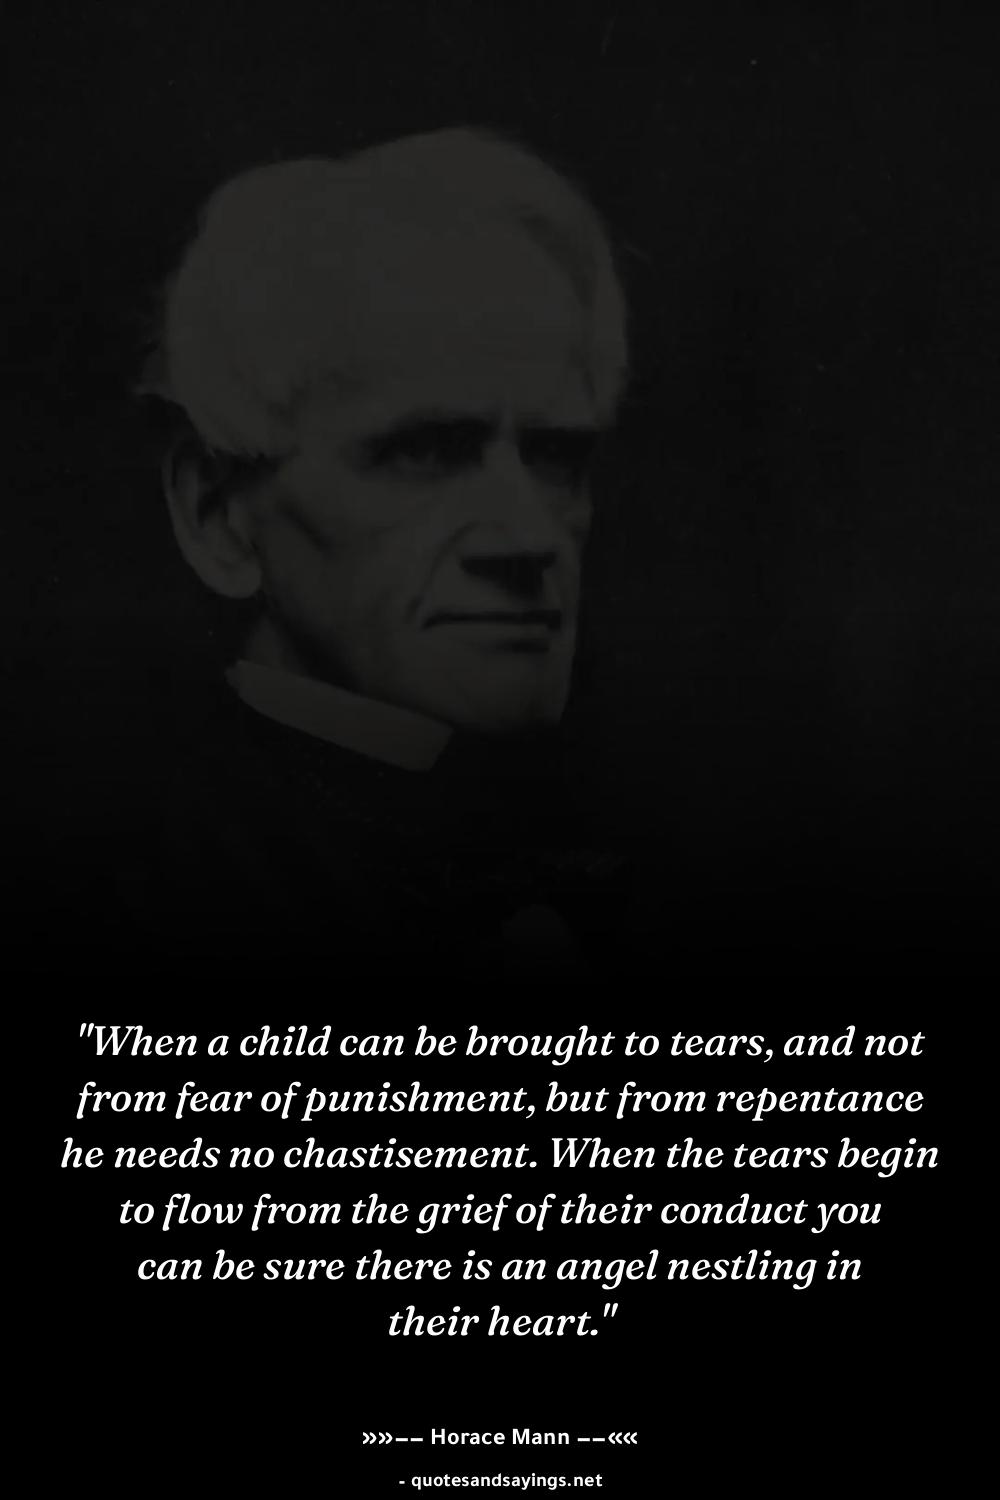 "When a child can be brought to tears, and not
from fear of punishment, but from repentance
he needs no chastisement. When the tears begin
to flow from the grief of their conduct you
can be sure there is an angel nestling in
their heart."
»»–– Horace Mann ––««
- quotesandsayings.net